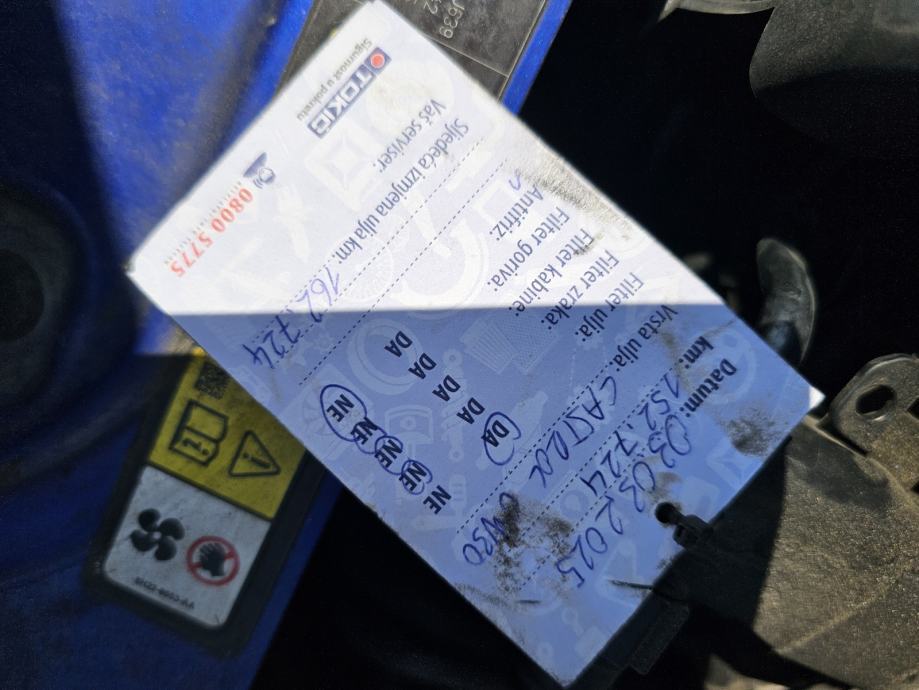 Datum: 03.03.2025
km: 152.724
Vrsta ulja: CASTROL 0W30
Filter ulja: DA NE
Filter zraka: DA NE
Filter kabine: DA NE
Filter goriva: DA NE
Antifriz:
Sljedeća izmjena ulja km 162.724
Vaš serviser:
TOKIĆ
Sigurnost u pokretu
0800 5775